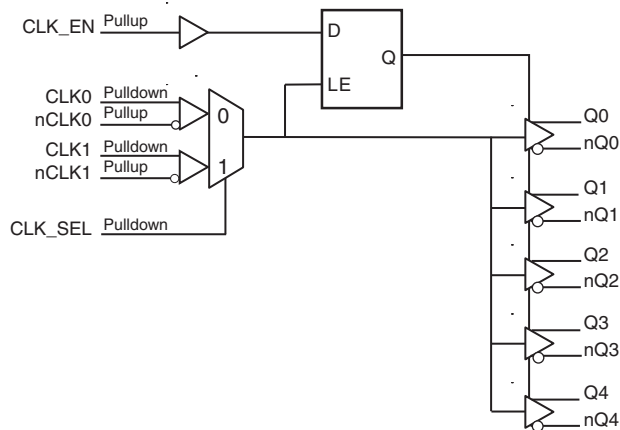 CLK_EN Pullup
D
Q
LE
CLK0 Pulldown
nCLK0 Pullup
0
CLK1 Pulldown
nCLK1 Pullup
1
CLK_SEL Pulldown
Q0
nQ0
Q1
nQ1
Q2
nQ2
Q3
nQ3
Q4
nQ4